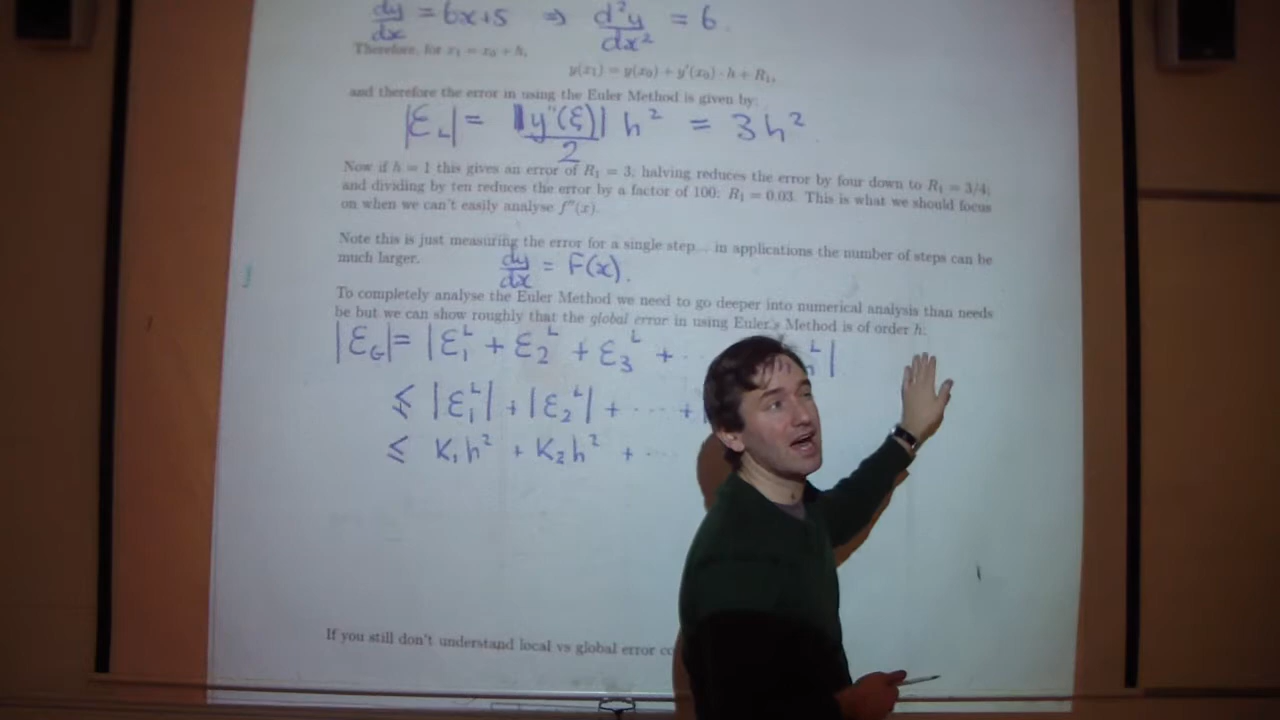 dy/dx = 6x+5 ⇒ d²y/dx² = 6.
Therefore, for x₁ = x₀ + h,
y(x₁) = y(x₀) + y′(x₀) · h + R₁,
and therefore the error in using the Euler Method is given by:
|ε_L| = |y″(ξ)|/2 h² = 3h².
Now if h = 1 this gives an error of R₁ = 3; halving reduces the error by four down to R₁ = 3/4;
and dividing by ten reduces the error by a factor of 100; R₁ = 0.03. This is what we should focus
on when we can't easily analyse f″(x).
Note this is just measuring the error for a single step... in applications the number of steps can be
much larger.
dy/dx = F(x).
To completely analyse the Euler Method we need to go deeper into numerical analysis than needs
be but we can show roughly that the global error in using Euler's Method is of order h:
|ε_G| = |ε₁ᴸ + ε₂ᴸ + ε₃ᴸ + ·· ₙᴸ|
≤ |ε₁ᴸ| + |ε₂ᴸ| + ···· +
≤ K₁h² + K₂h² + ···
If you still don't understand local vs global error